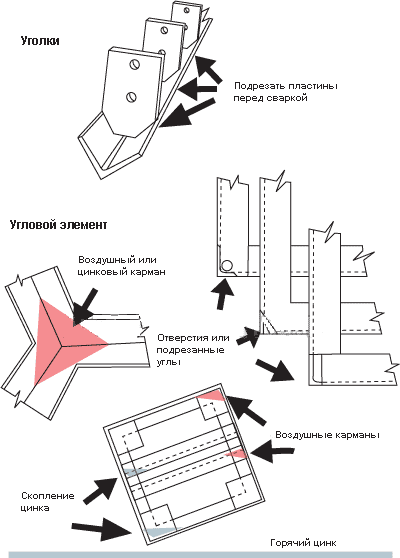 Уголки
Подрезать пластины
перед сваркой
Угловой элемент
Воздушный или
цинковый карман
Отверстия или
подрезанные
углы
Воздушные карманы
Скопление
цинка
Горячий цинк